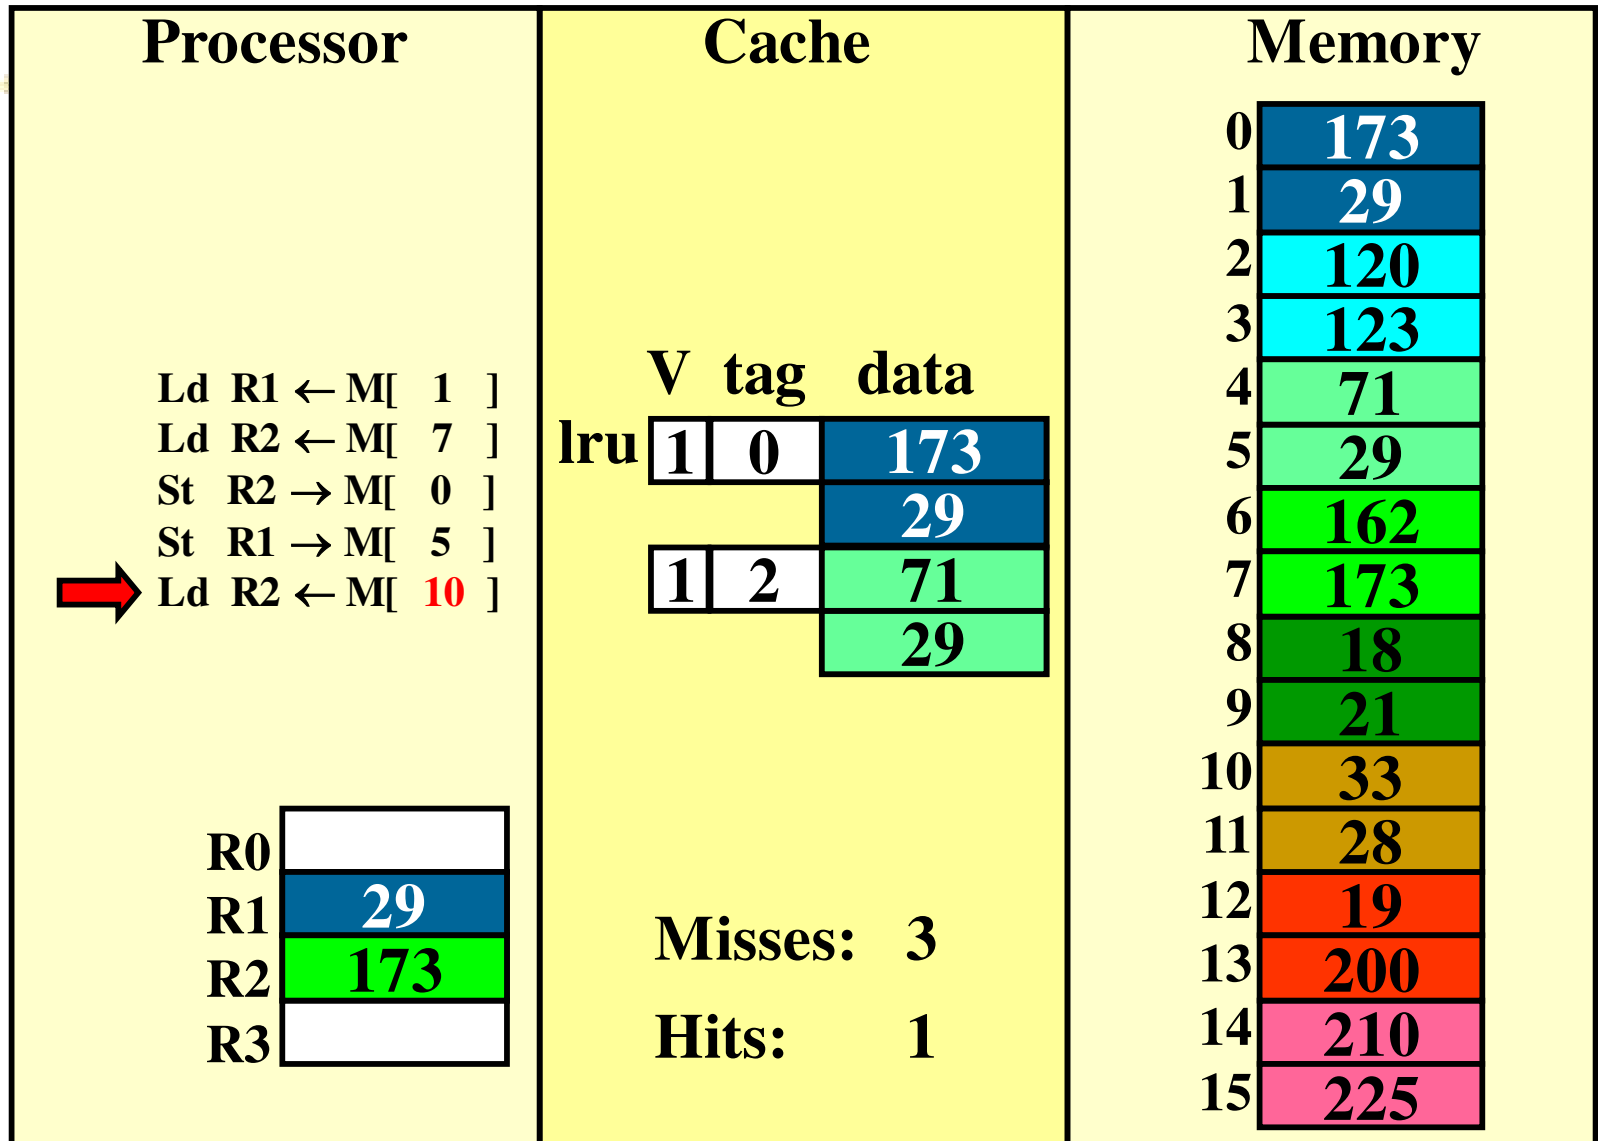 Processor
Ld R1 ← M[ 1 ]
Ld R2 ← M[ 7 ]
St R2 → M[ 0 ]
St R1 → M[ 5 ]
Ld R2 ← M[ 10 ]
R0
R1 29
R2 173
R3
Cache
V tag data
lru 1 0 173
29
1 2 71
29
Misses: 3
Hits: 1
Memory
0 173
1 29
2 120
3 123
4 71
5 29
6 162
7 173
8 18
9 21
10 33
11 28
12 19
13 200
14 210
15 225